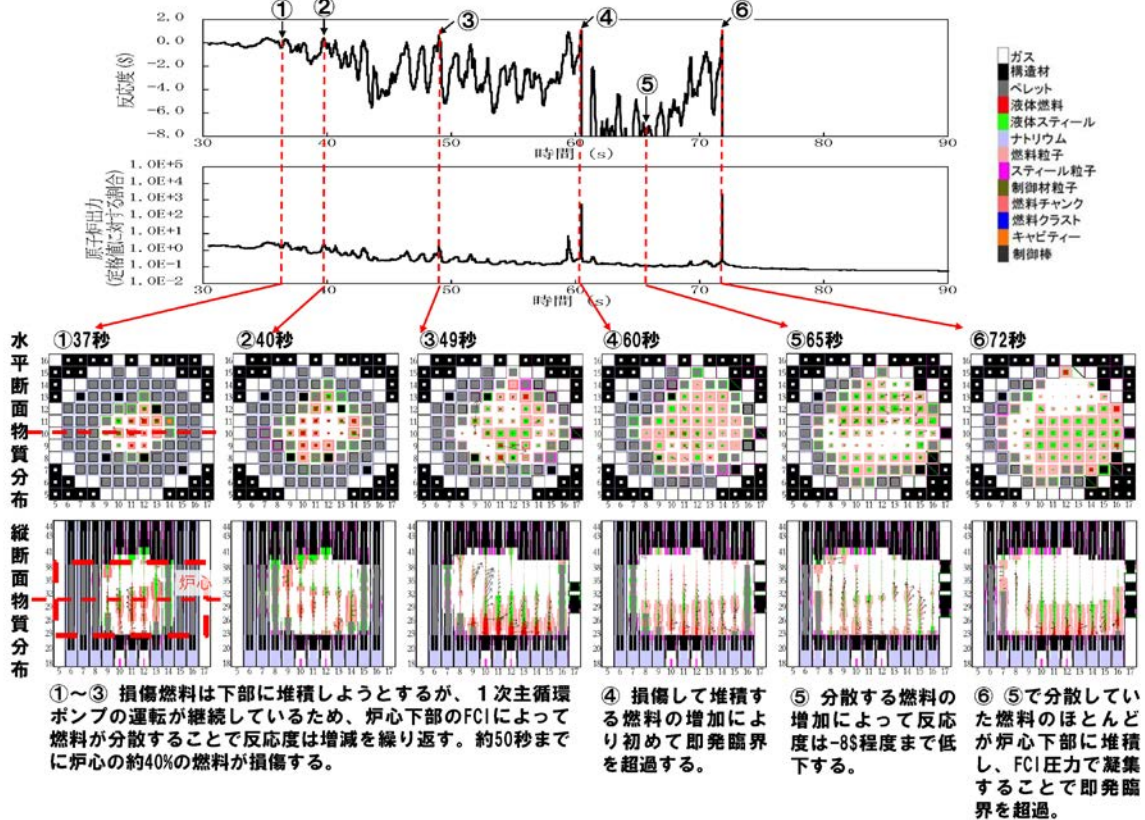 ① ② ③ ④ ⑤ ⑥
反応度($)
2.0
0.0
-2.0
-4.0
-6.0
-8.0
30 40 50 60 70 80 90
時間 (s)
原子炉出力
(定格値に対する割合)
1.0E+5
1.0E+4
1.0E+3
1.0E+2
1.0E+1
1.0E+0
1.0E-1
1.0E-2
30 40 50 60 70 80 90
時間 (s)
ガス
構造材
ペレット
液体燃料
液体スティール
ナトリウム
燃料粒子
スティール粒子
制御材粒子
燃料チャンク
燃料クラスト
キャビティー
制御棒
水平断面物質分布
①37秒 ②40秒 ③49秒 ④60秒 ⑤65秒 ⑥72秒
縦断面物質分布
炉心
①～③ 損傷燃料は下部に堆積しようとするが、1次主循環
ポンプの運転が継続しているため、炉心下部のFCIによって
燃料が分散することで反応度は増減を繰り返す。約50秒まで
に炉心の約40%の燃料が損傷する。
④ 損傷して堆積す
る燃料の増加によ
り初めて即発臨界
を超過する。
⑤ 分散する燃料の
増加によって反応
度は-8$程度まで低
下する。
⑥ ⑤で分散してい
た燃料のほとんど
が炉心下部に堆積
し、FCI圧力で凝集
することで即発臨
界を超過。